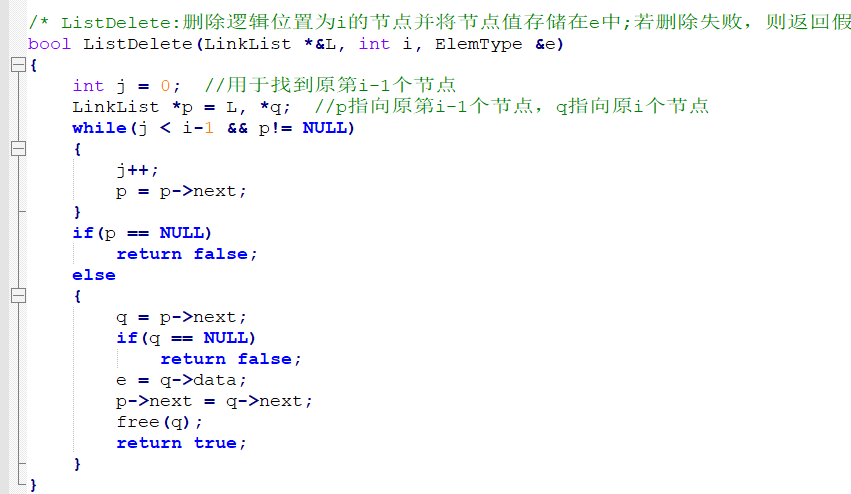 /* ListDelete:删除逻辑位置为i的节点并将节点值存储在e中;若删除失败，则返回假
bool ListDelete(LinkList *&L, int i, ElemType &e)
{
    int j = 0;  //用于找到原第i-1个节点
    LinkList *p = L, *q;  //p指向原第i-1个节点，q指向原i个节点
    while(j < i-1 && p!= NULL)
    {
        j++;
        p = p->next;
    }
    if(p == NULL)
        return false;
    else
    {
        q = p->next;
        if(q == NULL)
            return false;
        e = q->data;
        p->next = q->next;
        free(q);
        return true;
    }
}